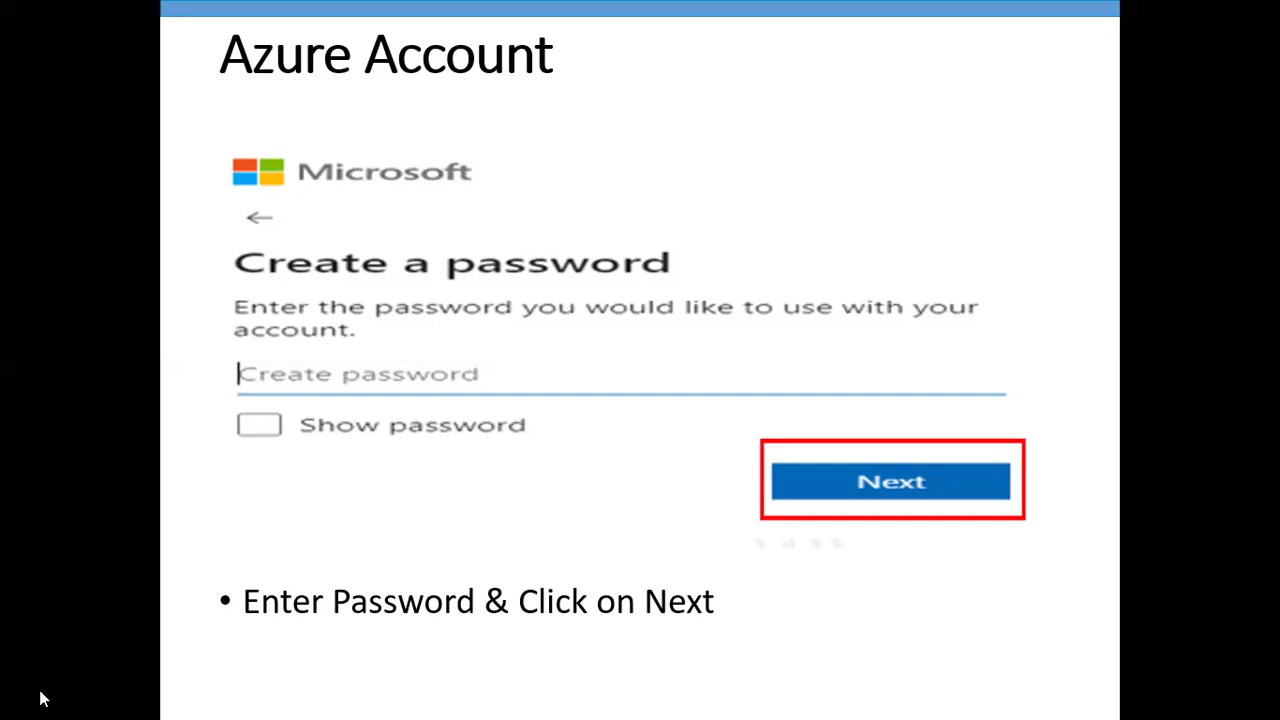 Azure Account
Microsoft
Create a password
Enter the password you would like to use with your
account.
Create password
Show password
Next
• Enter Password & Click on Next